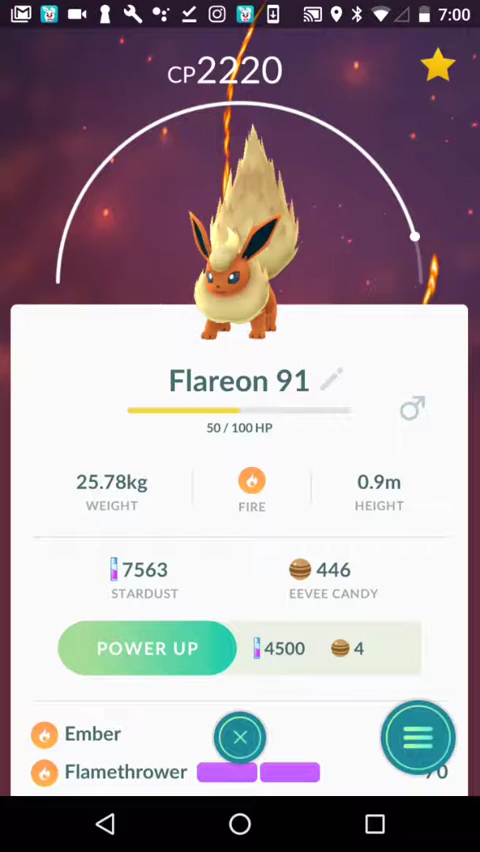 7:00
CP2220
Flareon 91
50 / 100 HP
25.78kg
WEIGHT
FIRE
0.9m
HEIGHT
7563
STARDUST
446
EEVEE CANDY
POWER UP
4500
4
Ember
Flamethrower